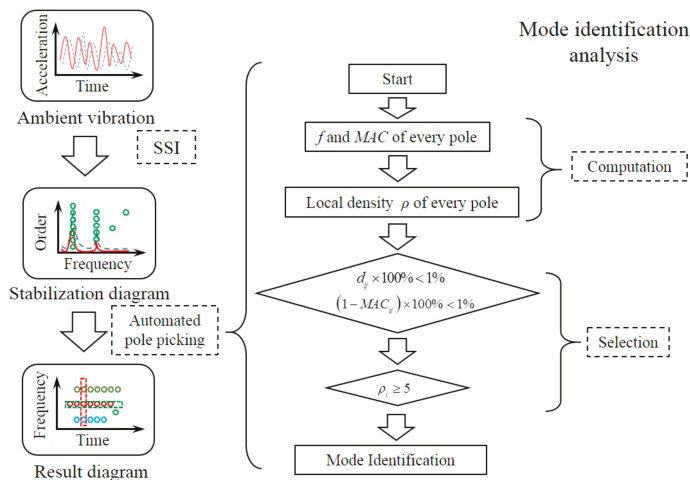 Acceleration
Time
Ambient vibration
SSI
Order
Frequency
Stabilization diagram
Automated
pole picking
Frequency
Time
Result diagram
Mode identification
analysis
Start
f and MAC of every pole
Local density ρ of every pole
d_ij ×100% <1%
(1−MAC_ij)×100% <1%
ρ_i ≥ 5
Mode Identification
Computation
Selection